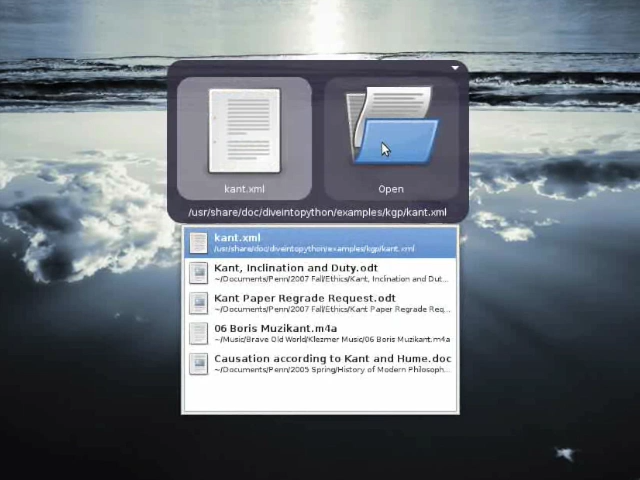 kant.xml
Open
/usr/share/doc/diveintopython/examples/kgp/kant.xml
kant.xml
/usr/share/doc/diveintopython/examples/kgp/kant.xml
Kant, Inclination and Duty.odt
~/Documents/Penn/2007 Fall/Ethics/Kant, Inclination and Dut...
Kant Paper Regrade Request.odt
~/Documents/Penn/2007 Fall/Ethics/Kant Paper Regrade Req...
06 Boris Muzikant.m4a
~/Music/Brave Old World/Klezmer Music/06 Boris Muzikant.m4a
Causation according to Kant and Hume.doc
~/Documents/Penn/2005 Spring/History of Modern Philosoph...